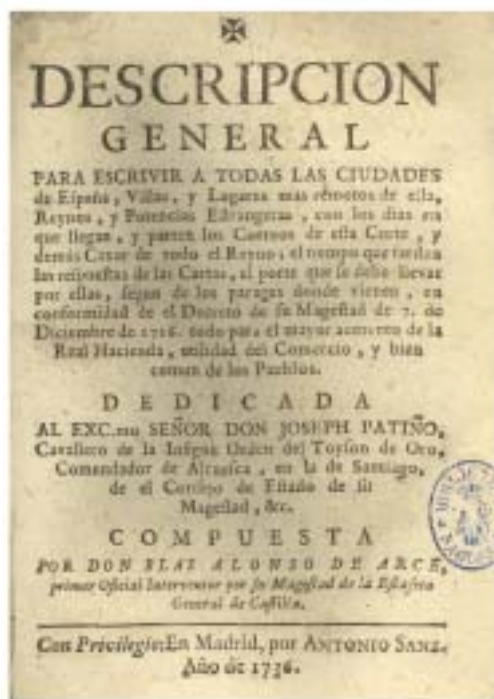 DESCRIPCION
GENERAL
PARA ESCRIVIR A TODAS LAS CIUDADES
de España, Villas, y Lugares mas remotos de ella,
Reynos, y Potencias Estrangeras, con los dias en
que llegan, y parten los Correos de esta Corte, y
demás Caxas de todo el Reyno; el tiempo que tardan
las respuestas de las Cartas, el porte que se debe llevar
por ellas, segun de los parages donde vienen, en
conformidad de el Decreto de su Magestad de 7. de
Diciembre de 1716. todo para el mayor aumento de la
Real Hacienda, utilidad del Comercio, y bien
comun de los Pueblos.
DEDICADA
AL EXC.mo SEÑOR DON JOSEPH PATIÑO,
Cavallero de la Insigne Orden del Toyson de Oro,
Comendador de Alcuesca, en la de Santiago,
de el Consejo de Estado de su
Magestad, &c.
COMPUESTA
POR DON BLAS ALONSO DE ARCE,
primer Oficial Interventor por su Magestad de la Estafeta
General de Castilla.
Con Privilegio: En Madrid, por ANTONIO SANZ.
Año de 1736.